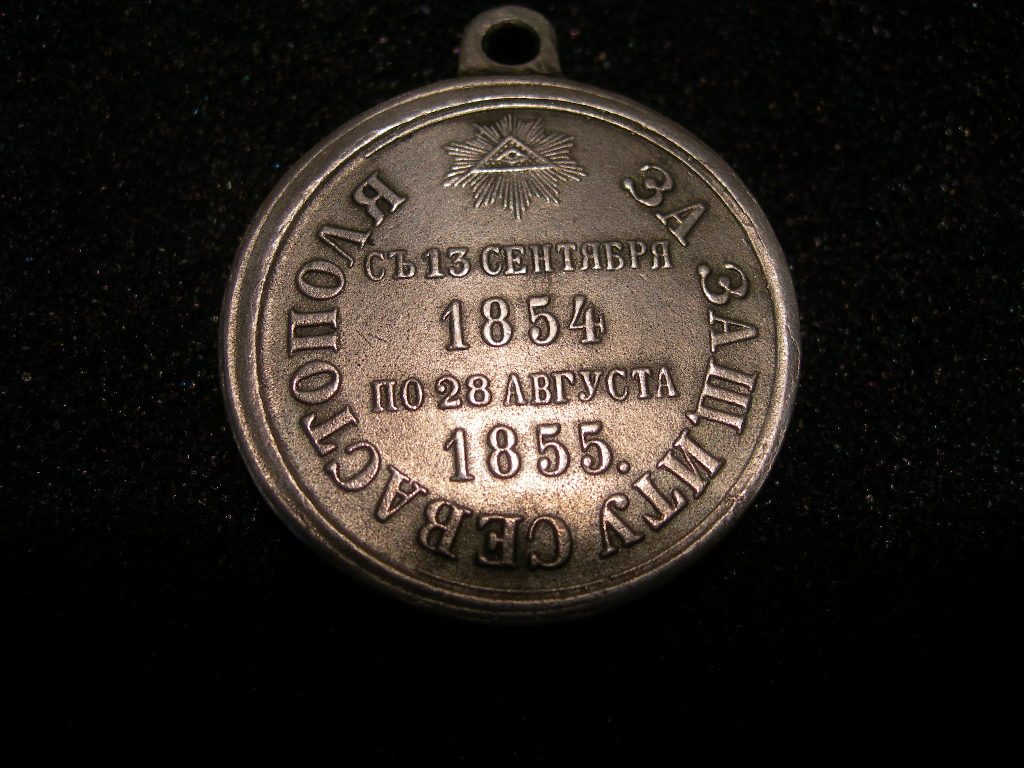 ЗА ЗАЩИТУ СЕВАСТОПОЛЯ
СЪ 13 СЕНТЯБРЯ
1854
ПО 28 АВГУСТА
1855.